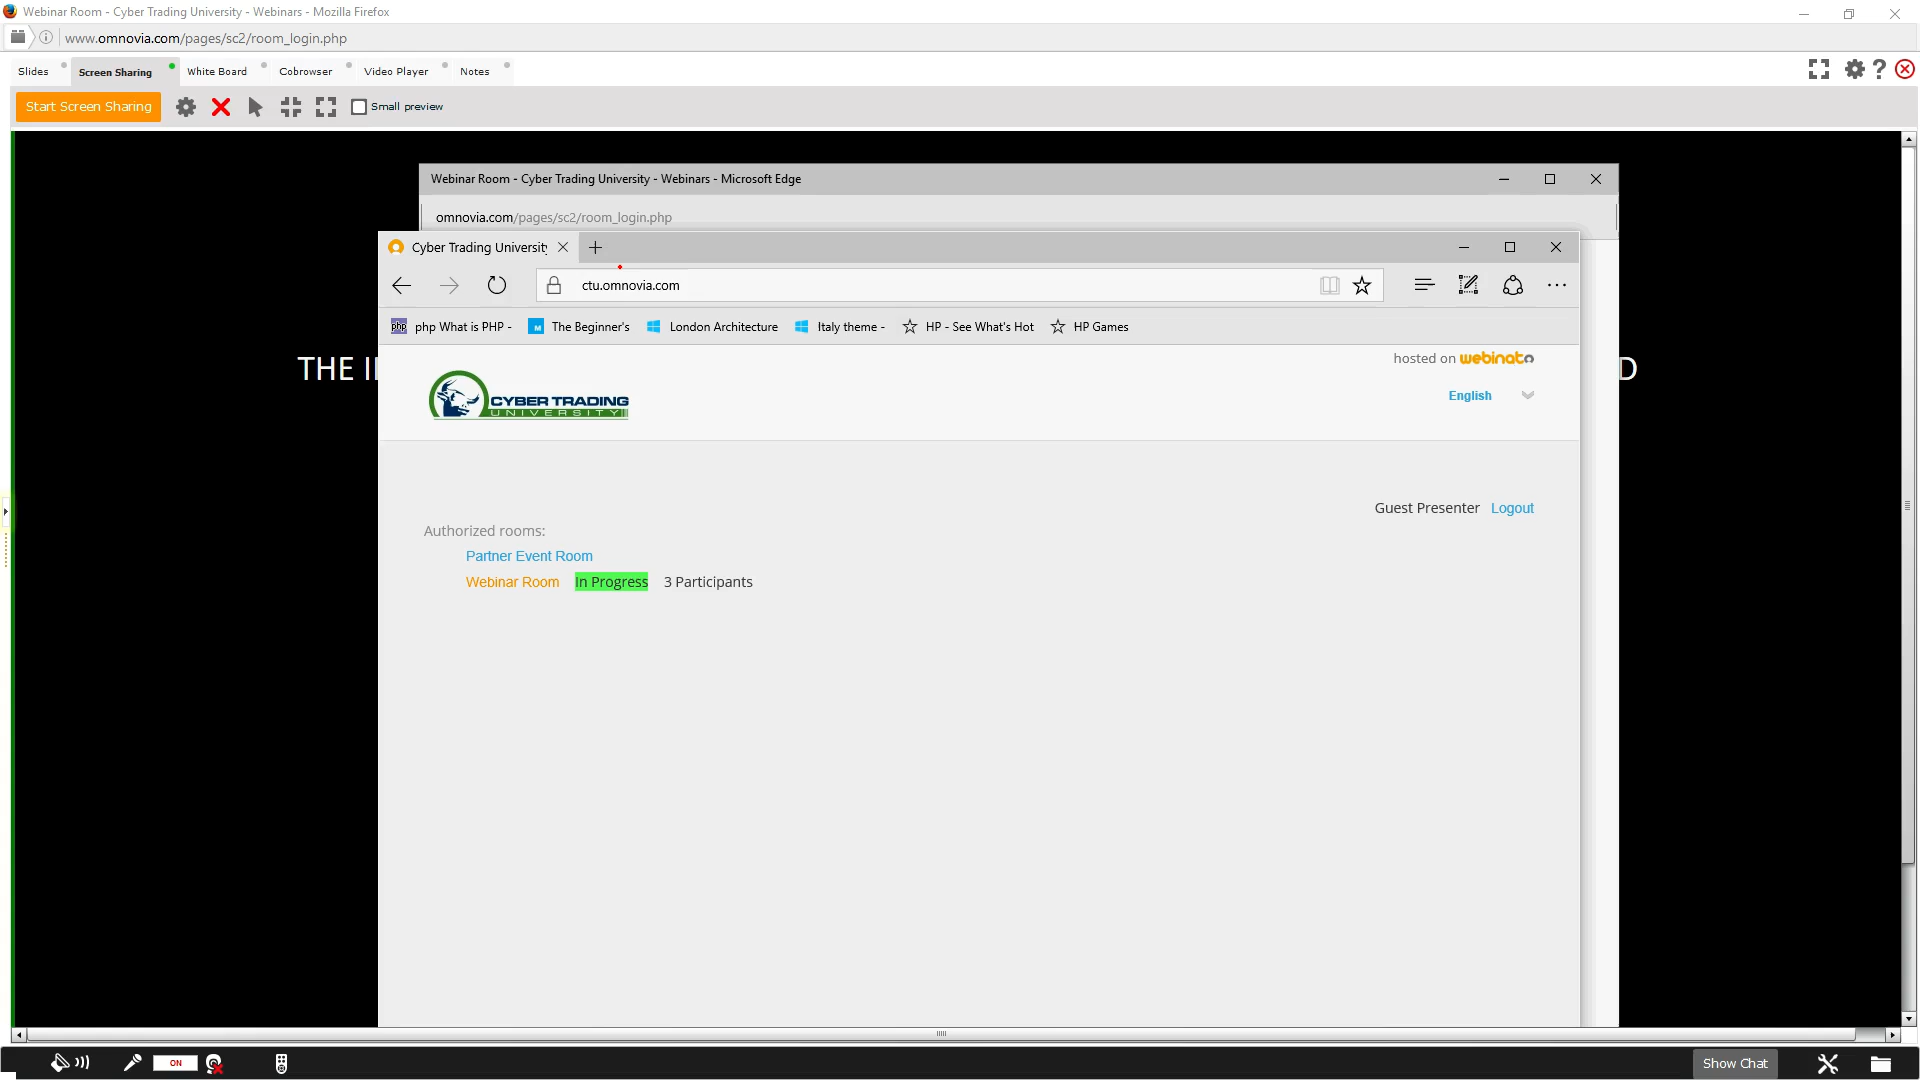 Webinar Room - Cyber Trading University - Webinars - Mozilla Firefox
www.omnovia.com/pages/sc2/room_login.php
Slides Screen Sharing White Board Cobrowser Video Player Notes
Start Screen Sharing Small preview
Webinar Room - Cyber Trading University - Webinars - Microsoft Edge
omnovia.com/pages/sc2/room_login.php
Cyber Trading University
ctu.omnovia.com
php What is PHP - The Beginner's London Architecture Italy theme - HP - See What's Hot HP Games
hosted on webinato
THE D
CYBER TRADING
UNIVERSITY
English
Guest Presenter Logout
Authorized rooms:
Partner Event Room
Webinar Room In Progress 3 Participants
ON Show Chat